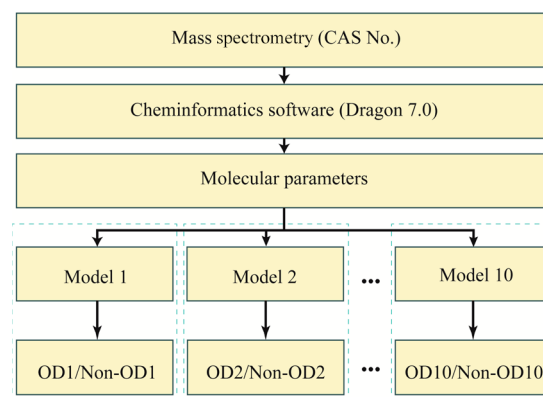 Mass spectrometry (CAS No.)
Cheminformatics software (Dragon 7.0)
Molecular parameters
Model 1
Model 2
...
Model 10
OD1/Non-OD1
OD2/Non-OD2
...
OD10/Non-OD10